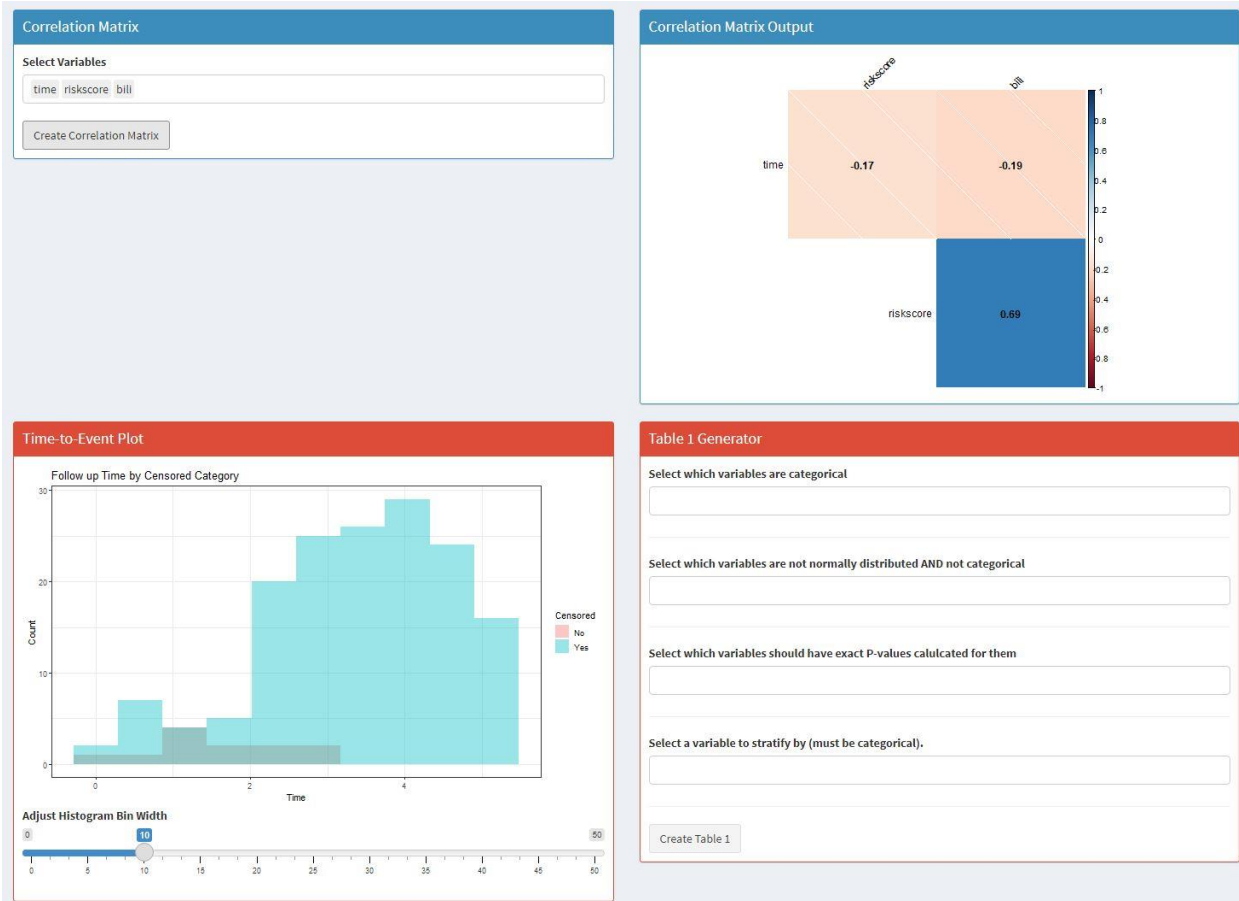 Correlation Matrix
Select Variables
time riskscore bili
Create Correlation Matrix
Correlation Matrix Output
riskscore
bili
time
-0.17
-0.19
riskscore
0.69
1
0.8
0.6
0.4
0.2
0
-0.2
-0.4
-0.6
-0.8
-1
Time-to-Event Plot
Follow up Time by Censored Category
30
20
10
0
Count
0 2 4
Time
Censored
No
Yes
Adjust Histogram Bin Width
0 10 50
0 5 10 15 20 25 30 35 40 45 50
Table 1 Generator
Select which variables are categorical
Select which variables are not normally distributed AND not categorical
Select which variables should have exact P-values calulcated for them
Select a variable to stratify by (must be categorical).
Create Table 1